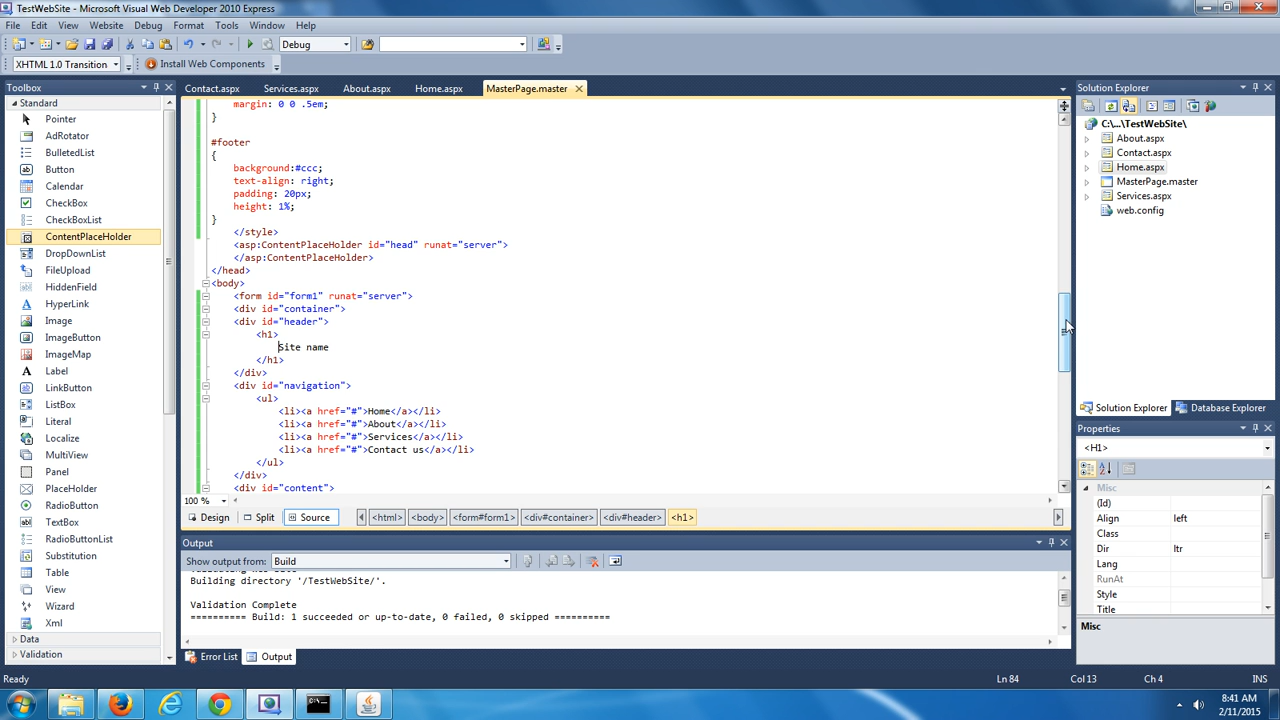 TestWebSite - Microsoft Visual Web Developer 2010 Express
File Edit View Website Debug Format Tools Window Help
Debug
XHTML 1.0 Transition Install Web Components
Toolbox
Standard
Pointer
AdRotator
BulletedList
Button
Calendar
CheckBox
CheckBoxList
ContentPlaceHolder
DropDownList
FileUpload
HiddenField
HyperLink
Image
ImageButton
ImageMap
Label
LinkButton
ListBox
Literal
Localize
MultiView
Panel
PlaceHolder
RadioButton
RadioButtonList
Substitution
Table
TextBox
View
Wizard
Xml
Data
Validation
Contact.aspx Services.aspx About.aspx Home.aspx MasterPage.master
margin: 0 0 .5em;
}
#footer
{
background:#ccc;
text-align: right;
padding: 20px;
height: 1%;
}
</style>
<asp:ContentPlaceHolder id="head" runat="server">
</asp:ContentPlaceHolder>
</head>
<body>
<form id="form1" runat="server">
<div id="container">
<div id="header">
<h1>
Site name
</h1>
</div>
<div id="navigation">
<ul>
<li><a href="#">Home</a></li>
<li><a href="#">About</a></li>
<li><a href="#">Services</a></li>
<li><a href="#">Contact us</a></li>
</ul>
</div>
<div id="content">
100 %
Design Split Source <html> <body> <form#form1> <div#container> <div#header> <h1>
Output
Show output from: Build
Building directory '/TestWebSite/'.
Validation Complete
========== Build: 1 succeeded or up-to-date, 0 failed, 0 skipped ==========
Error List Output
Solution Explorer
C:\...\TestWebSite\
About.aspx
Contact.aspx
Home.aspx
MasterPage.master
Services.aspx
web.config
Solution Explorer Database Explorer
Properties
<H1>
Misc
(Id)
Align left
Class
Dir ltr
Lang
RunAt
Style
Title
Misc
Ready Ln 84 Col 13 Ch 4 INS
8:41 AM
2/11/2015